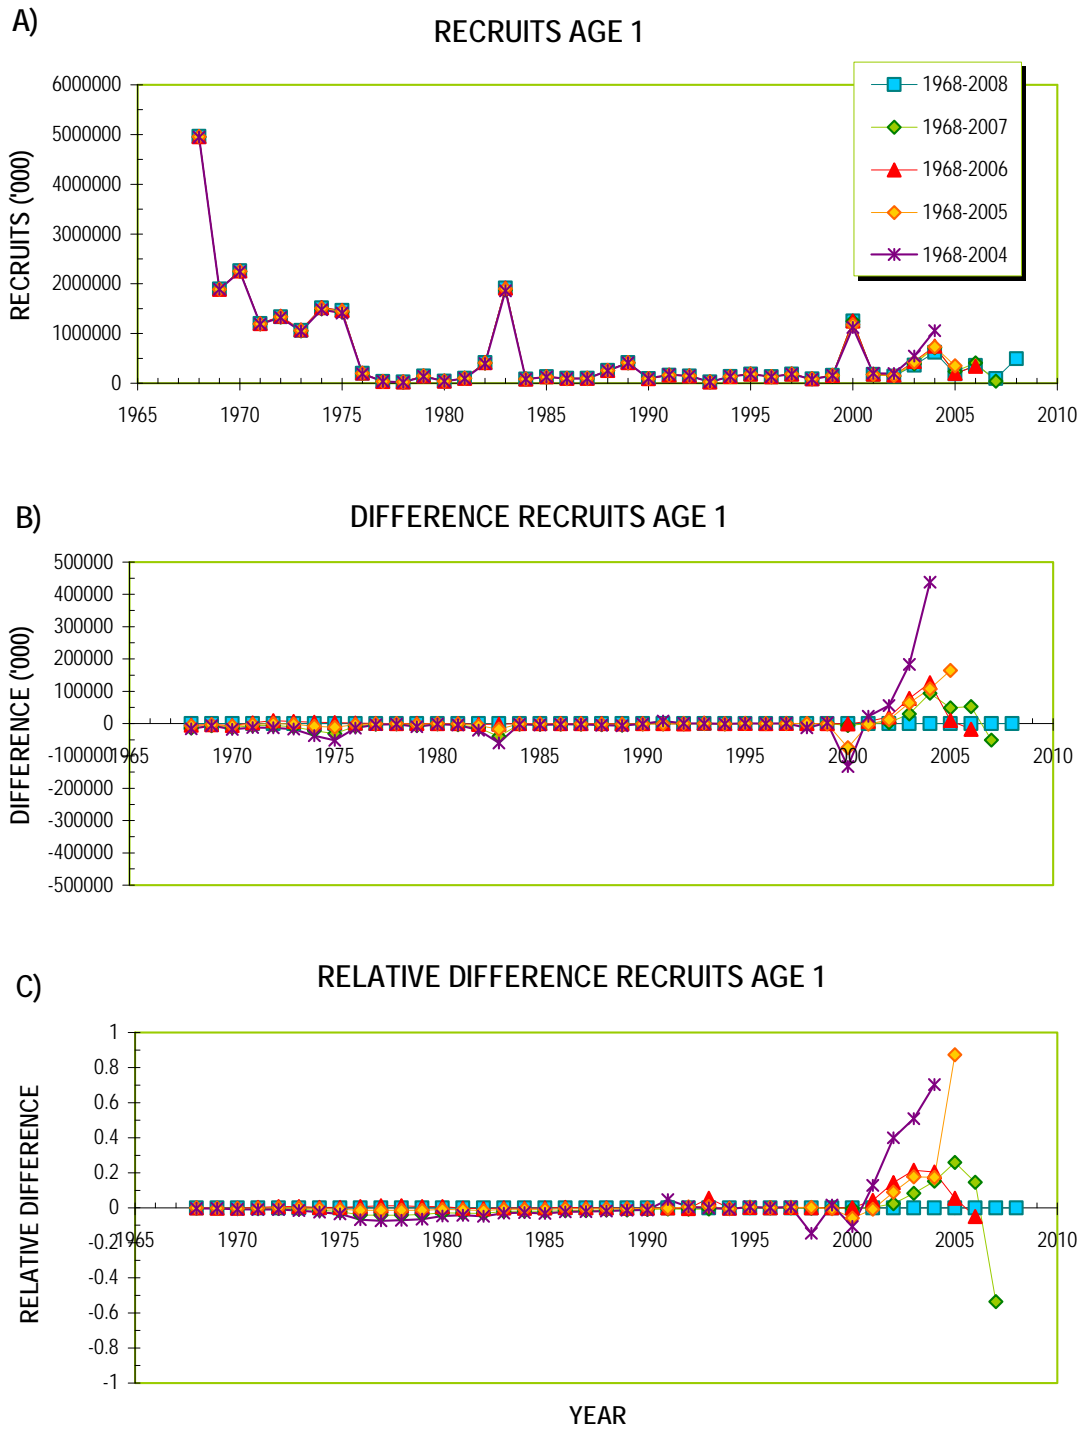 A)
RECRUITS AGE 1
RECRUITS ('000)
6000000
5000000
4000000
3000000
2000000
1000000
0
1965 1970 1975 1980 1985 1990 1995 2000 2005 2010
1968-2008
1968-2007
1968-2006
1968-2005
1968-2004
B)
DIFFERENCE RECRUITS AGE 1
DIFFERENCE ('000)
500000
400000
300000
200000
100000
0
-100000
-200000
-300000
-400000
-500000
1965 1970 1975 1980 1985 1990 1995 2000 2005 2010
C)
RELATIVE DIFFERENCE RECRUITS AGE 1
RELATIVE DIFFERENCE
1
0.8
0.6
0.4
0.2
0
-0.2
-0.4
-0.6
-0.8
-1
1965 1970 1975 1980 1985 1990 1995 2000 2005 2010
YEAR